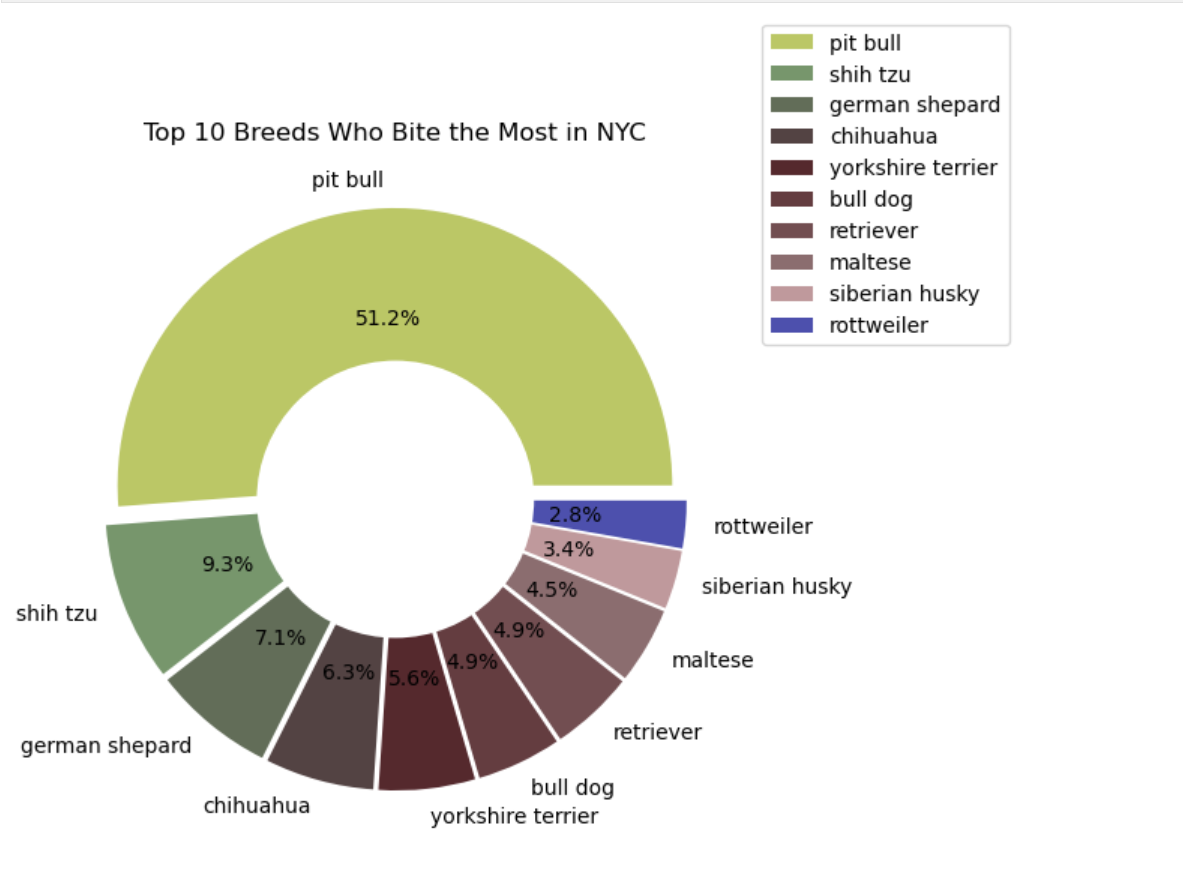 pit bull
shih tzu
german shepard
chihuahua
yorkshire terrier
bull dog
retriever
maltese
siberian husky
rottweiler
Top 10 Breeds Who Bite the Most in NYC
pit bull
51.2%
2.8%
rottweiler
3.4%
9.3%
siberian husky
4.5%
shih tzu
4.9%
7.1%
maltese
4.9%
6.3%
5.6%
retriever
german shepard
bull dog
chihuahua
yorkshire terrier